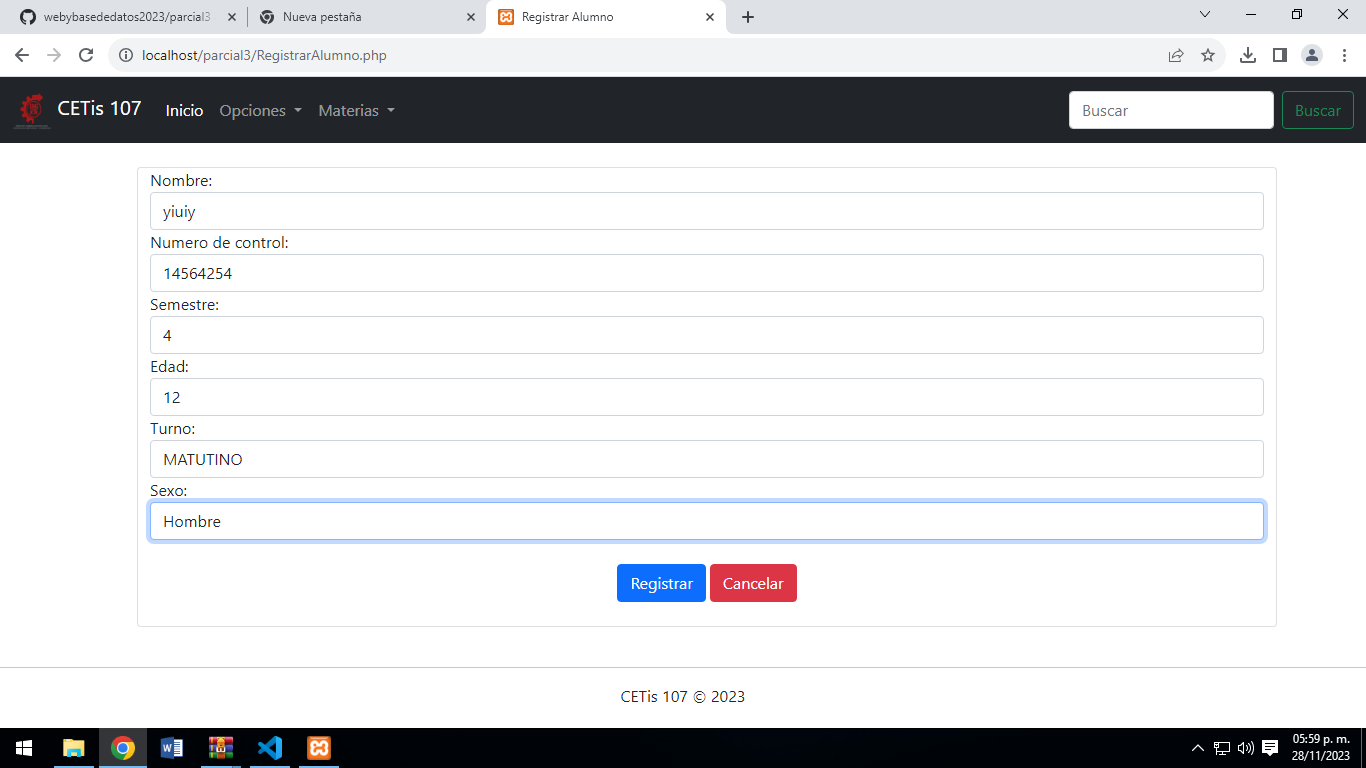 webybasededatos2023/parcial3
Nueva pestaña
Registrar Alumno
localhost/parcial3/RegistrarAlumno.php
CETis 107
Inicio
Opciones
Materias
Buscar
Buscar
Nombre:
yiuiy
Numero de control:
14564254
Semestre:
4
Edad:
12
Turno:
MATUTINO
Sexo:
Hombre
Registrar
Cancelar
CETis 107 © 2023
05:59 p. m.
28/11/2023